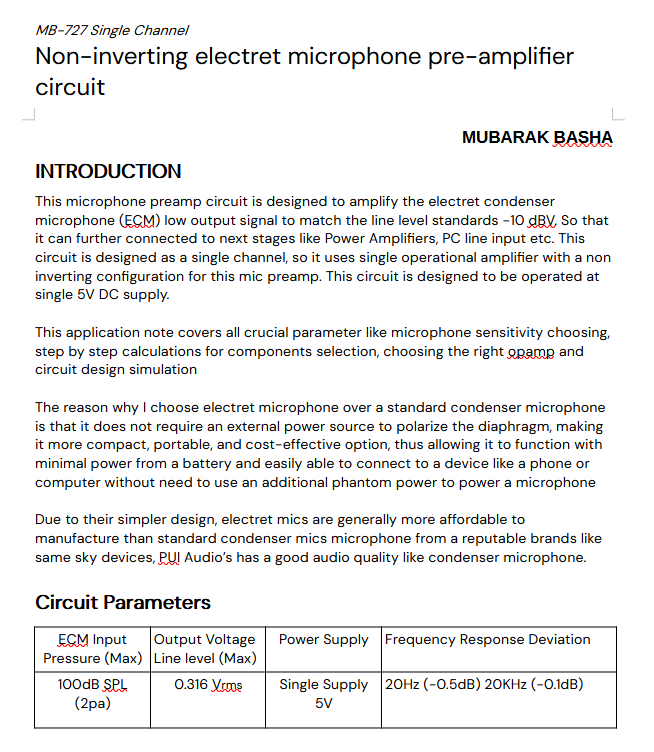 MB-727 Single Channel
Non-inverting electret microphone pre-amplifier
circuit
MUBARAK BASHA
INTRODUCTION
This microphone preamp circuit is designed to amplify the electret condenser
microphone (ECM) low output signal to match the line level standards -10 dBV, So that
it can further connected to next stages like Power Amplifiers, PC line input etc. This
circuit is designed as a single channel, so it uses single operational amplifier with a non
inverting configuration for this mic preamp. This circuit is designed to be operated at
single 5V DC supply.
This application note covers all crucial parameter like microphone sensitivity choosing,
step by step calculations for components selection, choosing the right opamp and
circuit design simulation
The reason why I choose electret microphone over a standard condenser microphone
is that it does not require an external power source to polarize the diaphragm, making
it more compact, portable, and cost-effective option, thus allowing it to function with
minimal power from a battery and easily able to connect to a device like a phone or
computer without need to use an additional phantom power to power a microphone
Due to their simpler design, electret mics are generally more affordable to
manufacture than standard condenser mics microphone from a reputable brands like
same sky devices, PUI Audio's has a good audio quality like condenser microphone.
Circuit Parameters
ECM Input Pressure (Max) | Output Voltage Line level (Max) | Power Supply | Frequency Response Deviation
100dB SPL (2pa) | 0.316 Vrms | Single Supply 5V | 20Hz (-0.5dB) 20KHz (-0.1dB)